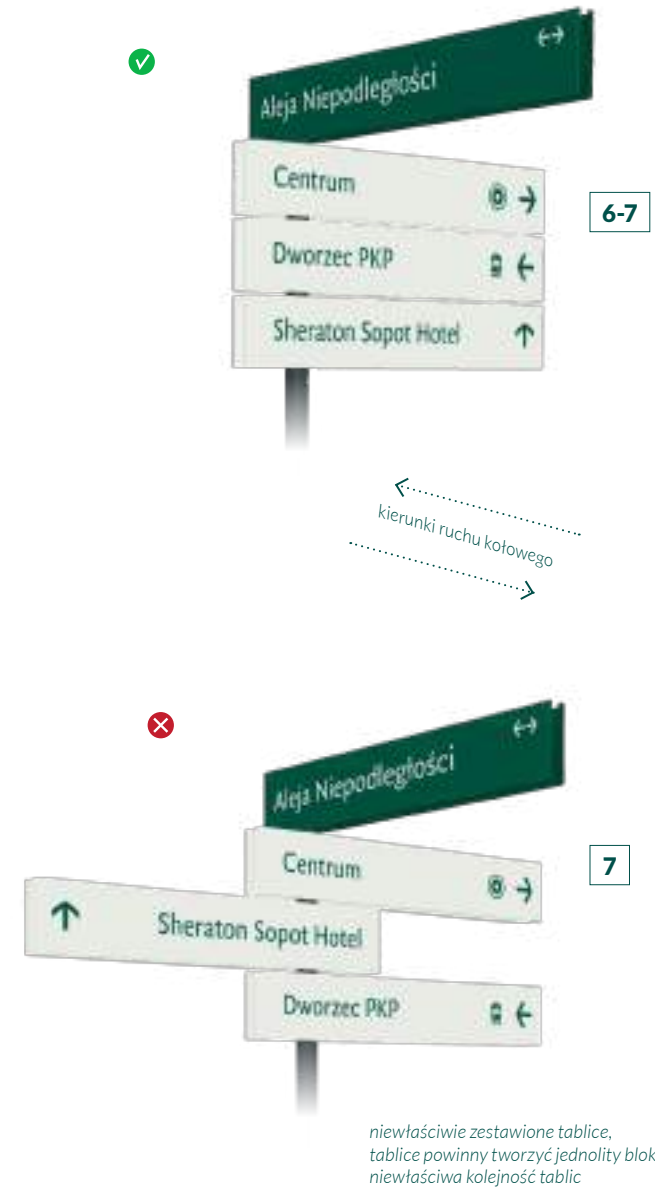 Aleja Niepodległości
Centrum
6-7
Dworzec PKP
Sheraton Sopot Hotel
kierunki ruchu kołowego
Aleja Niepodległości
Centrum
7
Sheraton Sopot Hotel
Dworzec PKP
niewłaściwie zestawione tablice,
tablice powinny tworzyć jednolity blok
niewłaściwa kolejność tablic